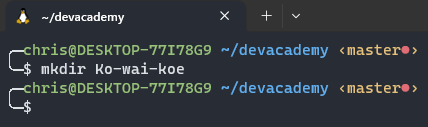 ~/devacademy
chris@DESKTOP-77I78G9 ~/devacademy ‹master●›
$ mkdir Ko-wai-koe
chris@DESKTOP-77I78G9 ~/devacademy ‹master●›
$